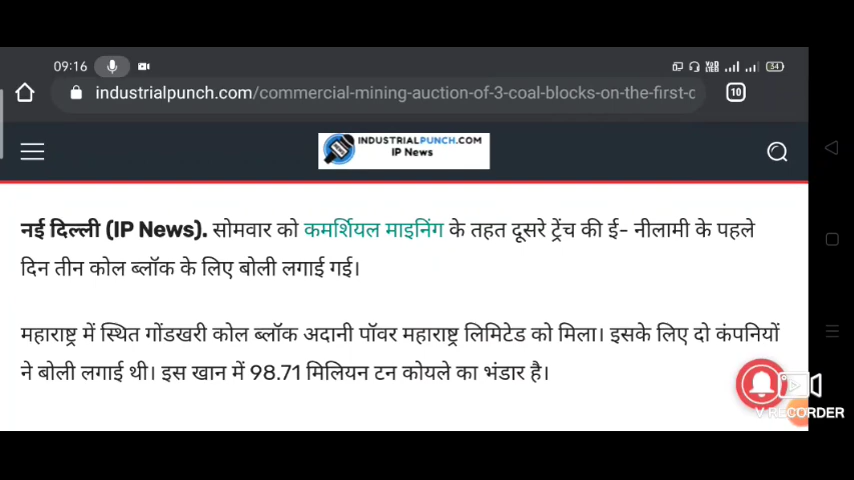 09:16
VoWiFi
34
industrialpunch.com/commercial-mining-auction-of-3-coal-blocks-on-the-first-c
10
INDUSTRIALPUNCH.COM
IP News
नई दिल्ली (IP News). सोमवार को कमर्शियल माइनिंग के तहत दूसरे ट्रेंच की ई- नीलामी के पहले
दिन तीन कोल ब्लॉक के लिए बोली लगाई गई।
महाराष्ट्र में स्थित गोंडखरी कोल ब्लॉक अदानी पॉवर महाराष्ट्र लिमिटेड को मिला। इसके लिए दो कंपनियों
ने बोली लगाई थी। इस खान में 98.71 मिलियन टन कोयले का भंडार है।
V RECORDER